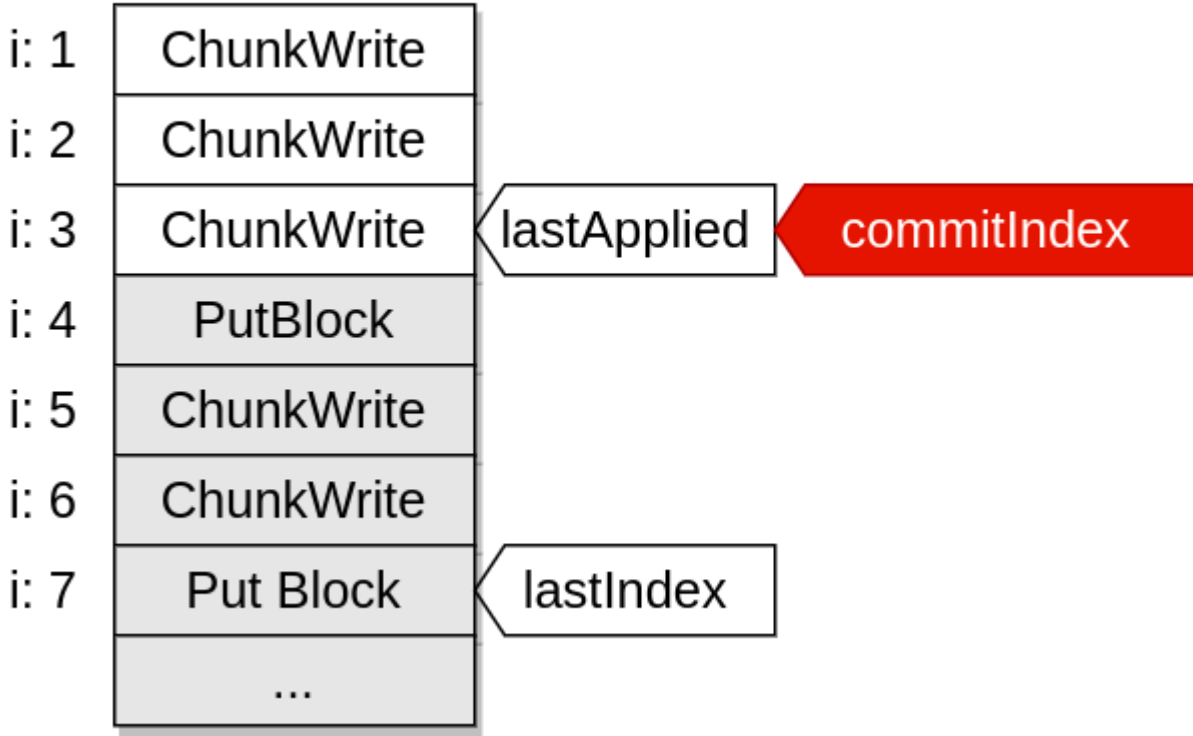 i: 1 ChunkWrite
i: 2 ChunkWrite
i: 3 ChunkWrite lastApplied commitIndex
i: 4 PutBlock
i: 5 ChunkWrite
i: 6 ChunkWrite
i: 7 Put Block lastIndex
...